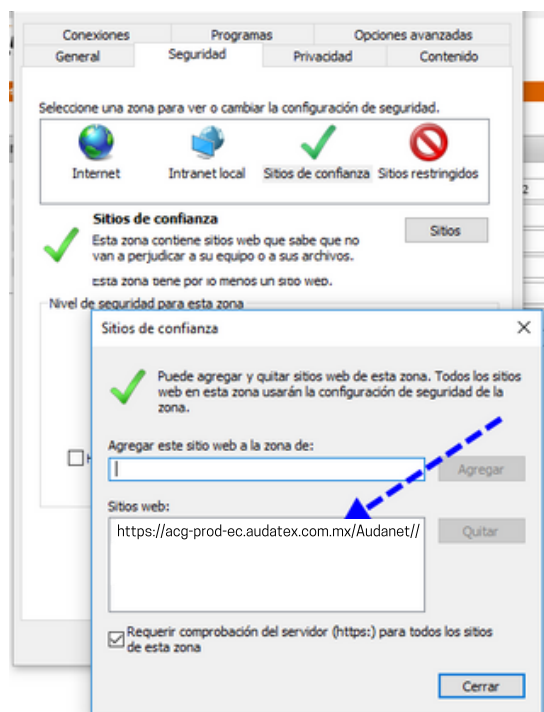 Conexiones Programas Opciones avanzadas
General Seguridad Privacidad Contenido
Seleccione una zona para ver o cambiar la configuración de seguridad.
Internet Intranet local Sitios de confianza Sitios restringidos
Sitios de confianza
Esta zona contiene sitios web que sabe que no
van a perjudicar a su equipo o a sus archivos.
Sitios
Esta zona tiene por lo menos un sitio web.
Nivel de seguridad para esta zona
Sitios de confianza
Puede agregar y quitar sitios web de esta zona. Todos los sitios
web en esta zona usarán la configuración de seguridad de la
zona.
Agregar este sitio web a la zona de:
Agregar
Sitios web:
https://acg-prod-ec.audatex.com.mx/Audanet//
Quitar
Requerir comprobación del servidor (https:) para todos los sitios
de esta zona
Cerrar